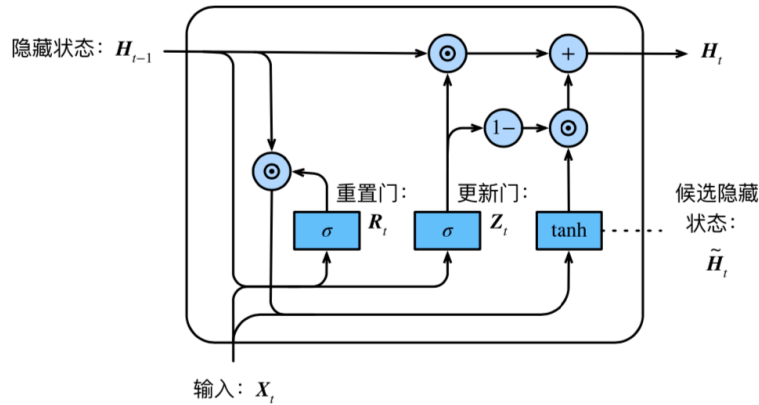 隐藏状态：H_{t-1}
⊙
+
H_t
1−
⊙
⊙
重置门：
R_t
更新门：
Z_t
候选隐藏
状态：
H̃_t
σ
σ
tanh
输入：X_t